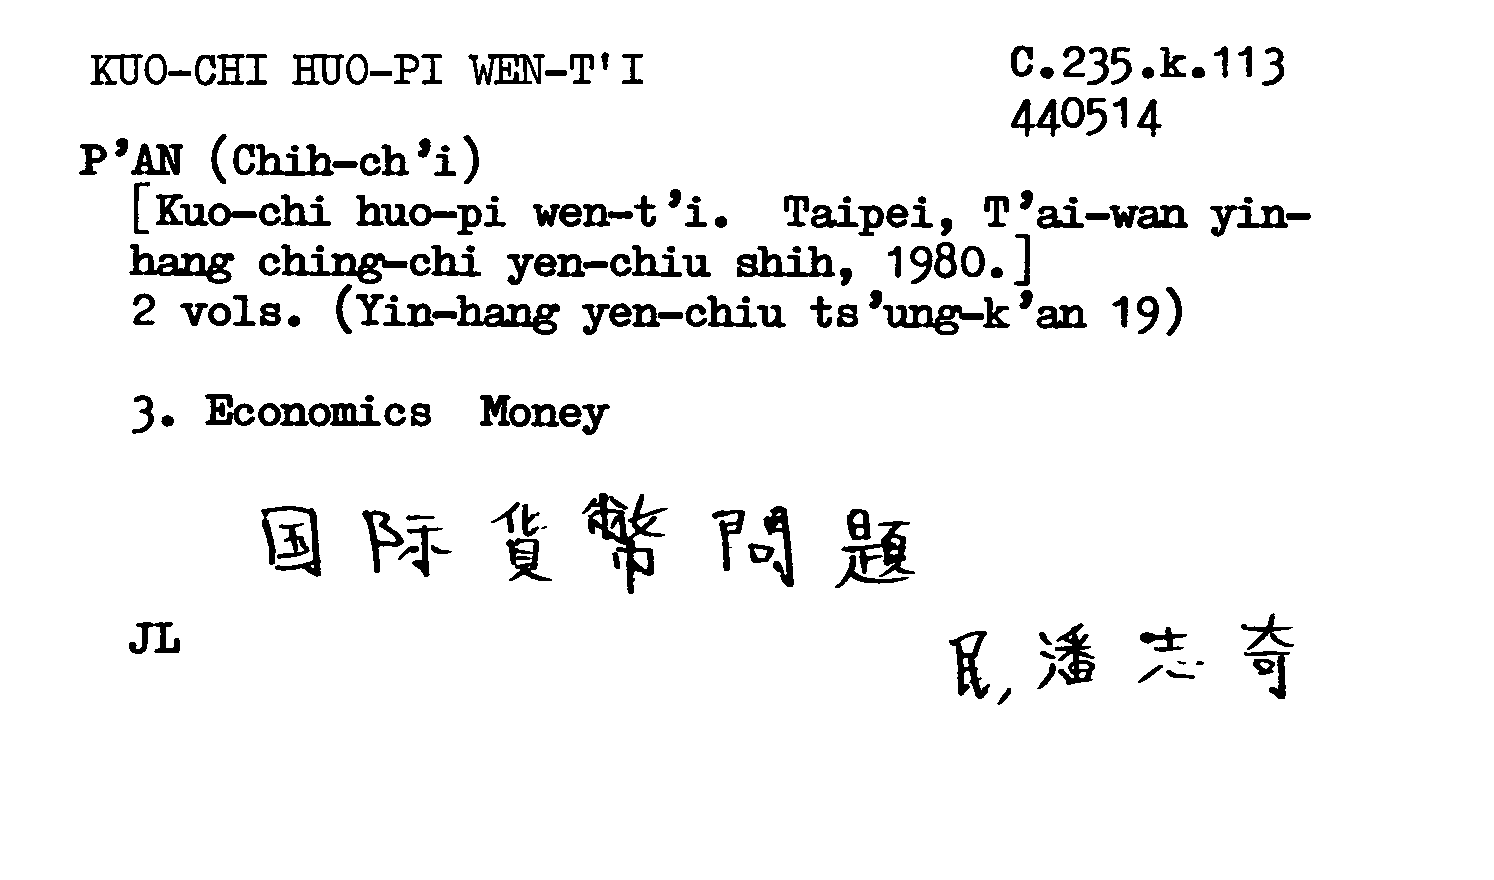 KUO-CHI HUO-PI WEN-T'I
C.235.k.113
440514
P’AN (Chih-ch’i)
[Kuo-chi huo-pi wen-t’i. Taipei, T’ai-wan yin-
hang ching-chi yen-chiu shih, 1980.]
2 vols. (Yin-hang yen-chiu ts’ung-k’an 19)
3. Economics Money
国际貨幣問題
JL
民, 潘志奇